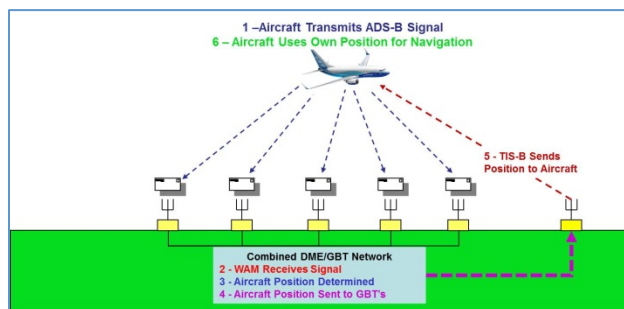 1 –Aircraft Transmits ADS-B Signal
6 – Aircraft Uses Own Position for Navigation
5 - TIS-B Sends
Position to Aircraft
Combined DME/GBT Network
2 - WAM Receives Signal
3 - Aircraft Position Determined
4 - Aircraft Position Sent to GBT's